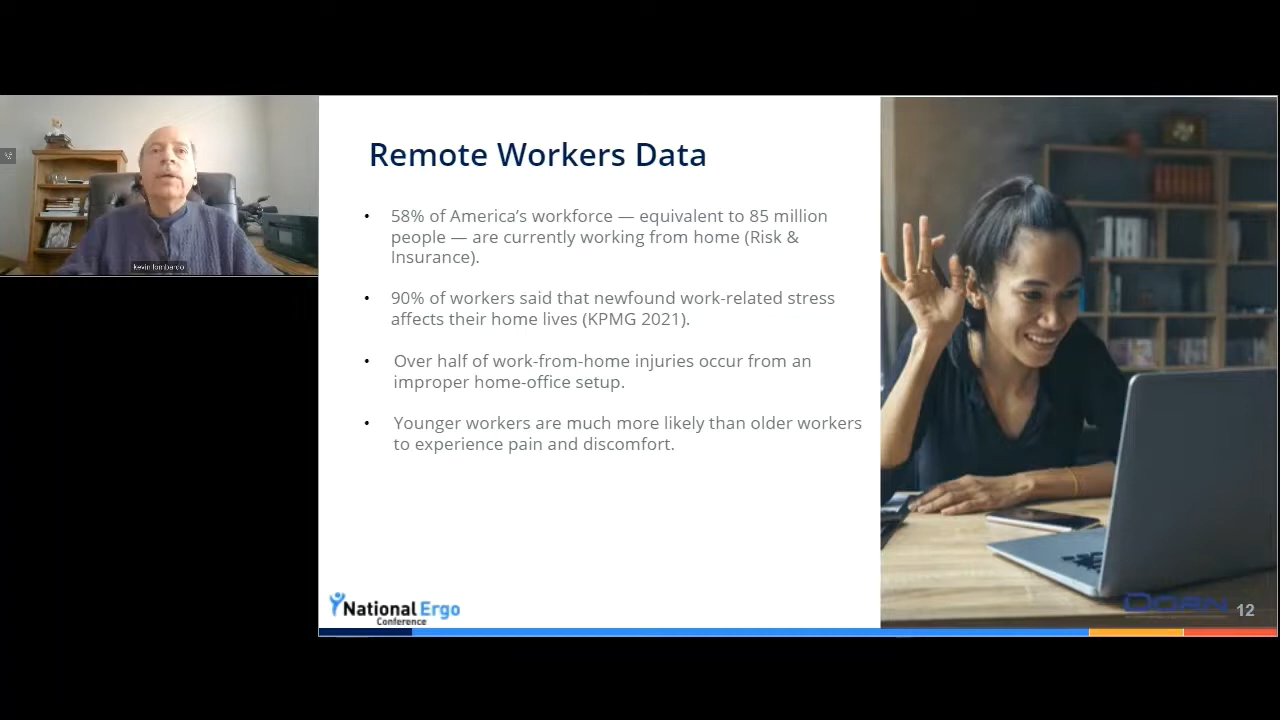 kevin lombardo
Remote Workers Data
• 58% of America’s workforce — equivalent to 85 million
people — are currently working from home (Risk &
Insurance).
• 90% of workers said that newfound work-related stress
affects their home lives (KPMG 2021).
• Over half of work-from-home injuries occur from an
improper home-office setup.
• Younger workers are much more likely than older workers
to experience pain and discomfort.
National Ergo
Conference
DORN
12